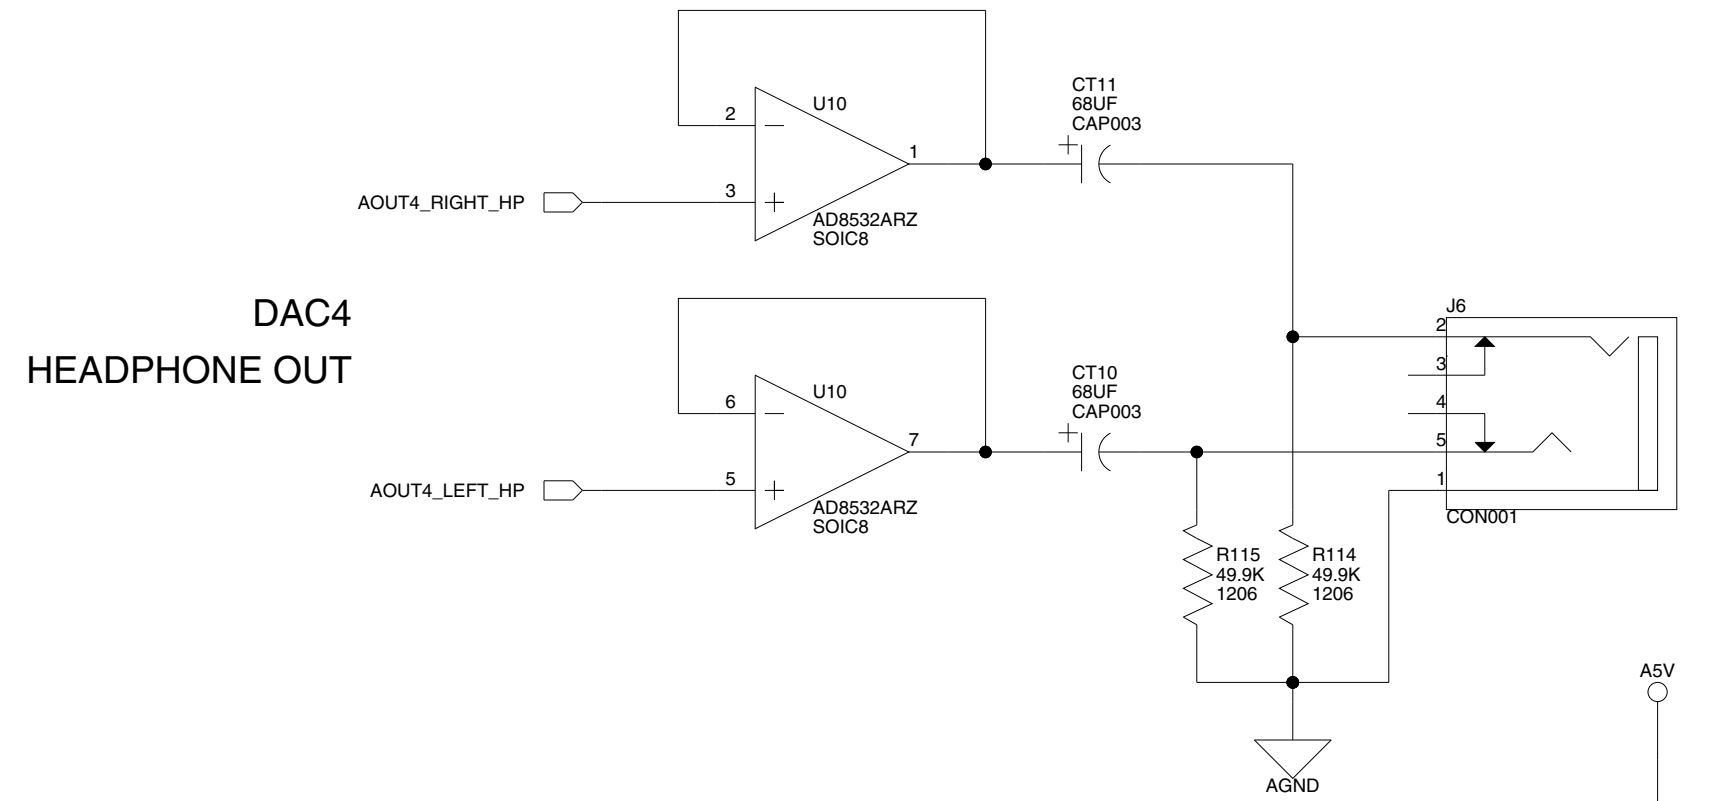 CT11
68UF
CAP003
U10
2
1
3
AOUT4_RIGHT_HP
AD8532ARZ
SOIC8
DAC4
HEADPHONE OUT
J6
2
3
4
5
1
CON001
CT10
68UF
CAP003
U10
6
7
5
AOUT4_LEFT_HP
AD8532ARZ
SOIC8
R115
49.9K
1206
R114
49.9K
1206
A5V
AGND